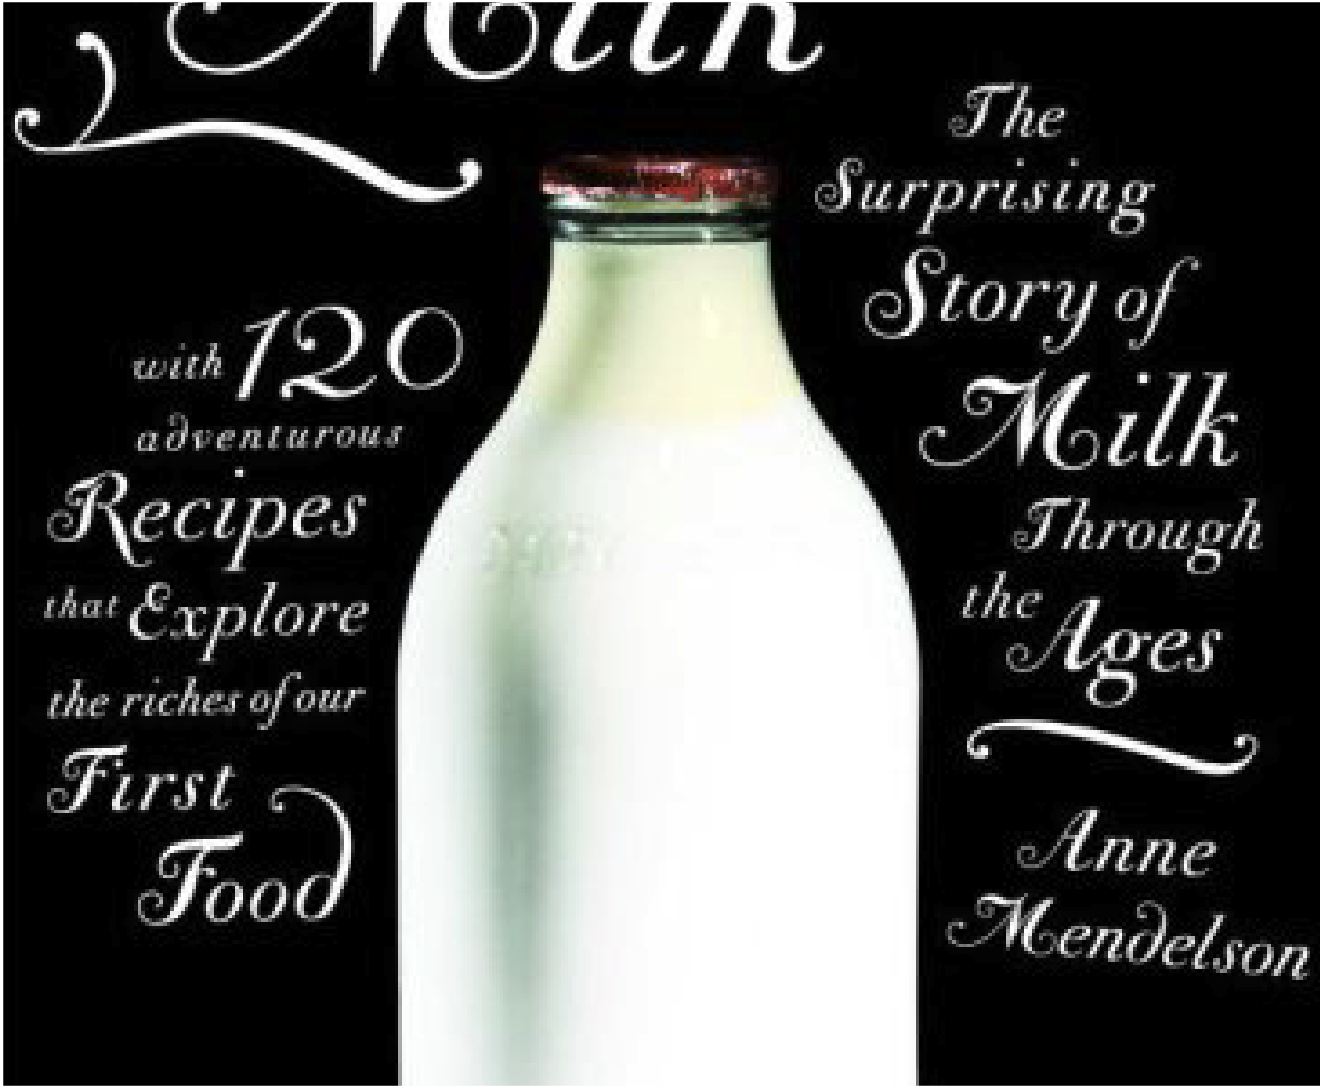 Milk
The
Surprising
Story of
Milk
Through
the Ages
Anne
Mendelson
with 120
adventurous
Recipes
that Explore
the riches of our
First
Food